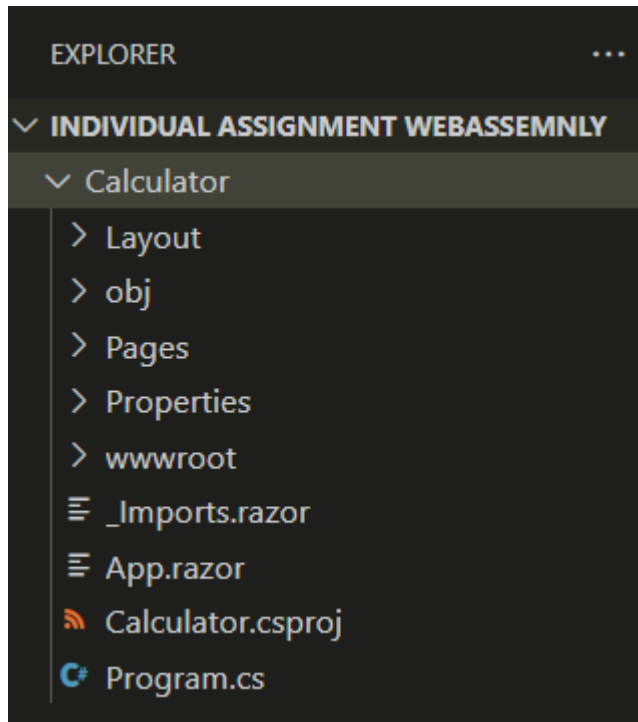 EXPLORER ...
INDIVIDUAL ASSIGNMENT WEBASSEMNLY
Calculator
Layout
obj
Pages
Properties
wwwroot
_Imports.razor
App.razor
Calculator.csproj
C# Program.cs